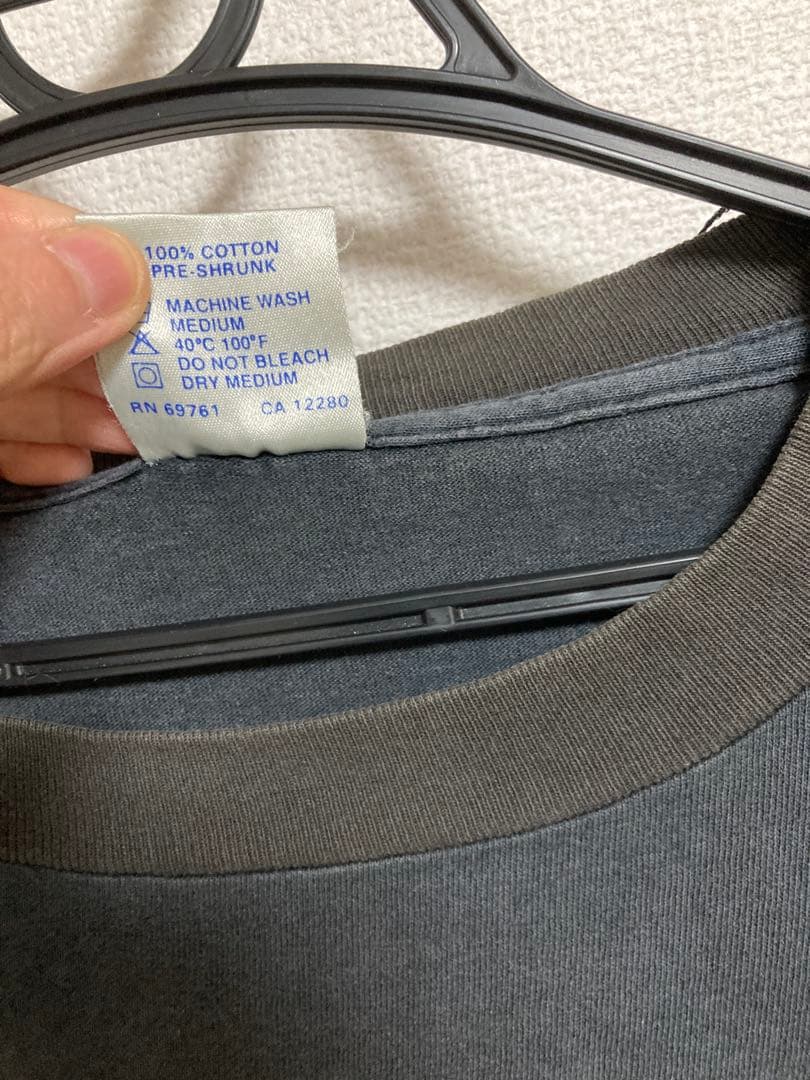 100% COTTON
PRE-SHRUNK
MACHINE WASH
MEDIUM
40°C 100°F
DO NOT BLEACH
DRY MEDIUM
RN 69761 CA 12280